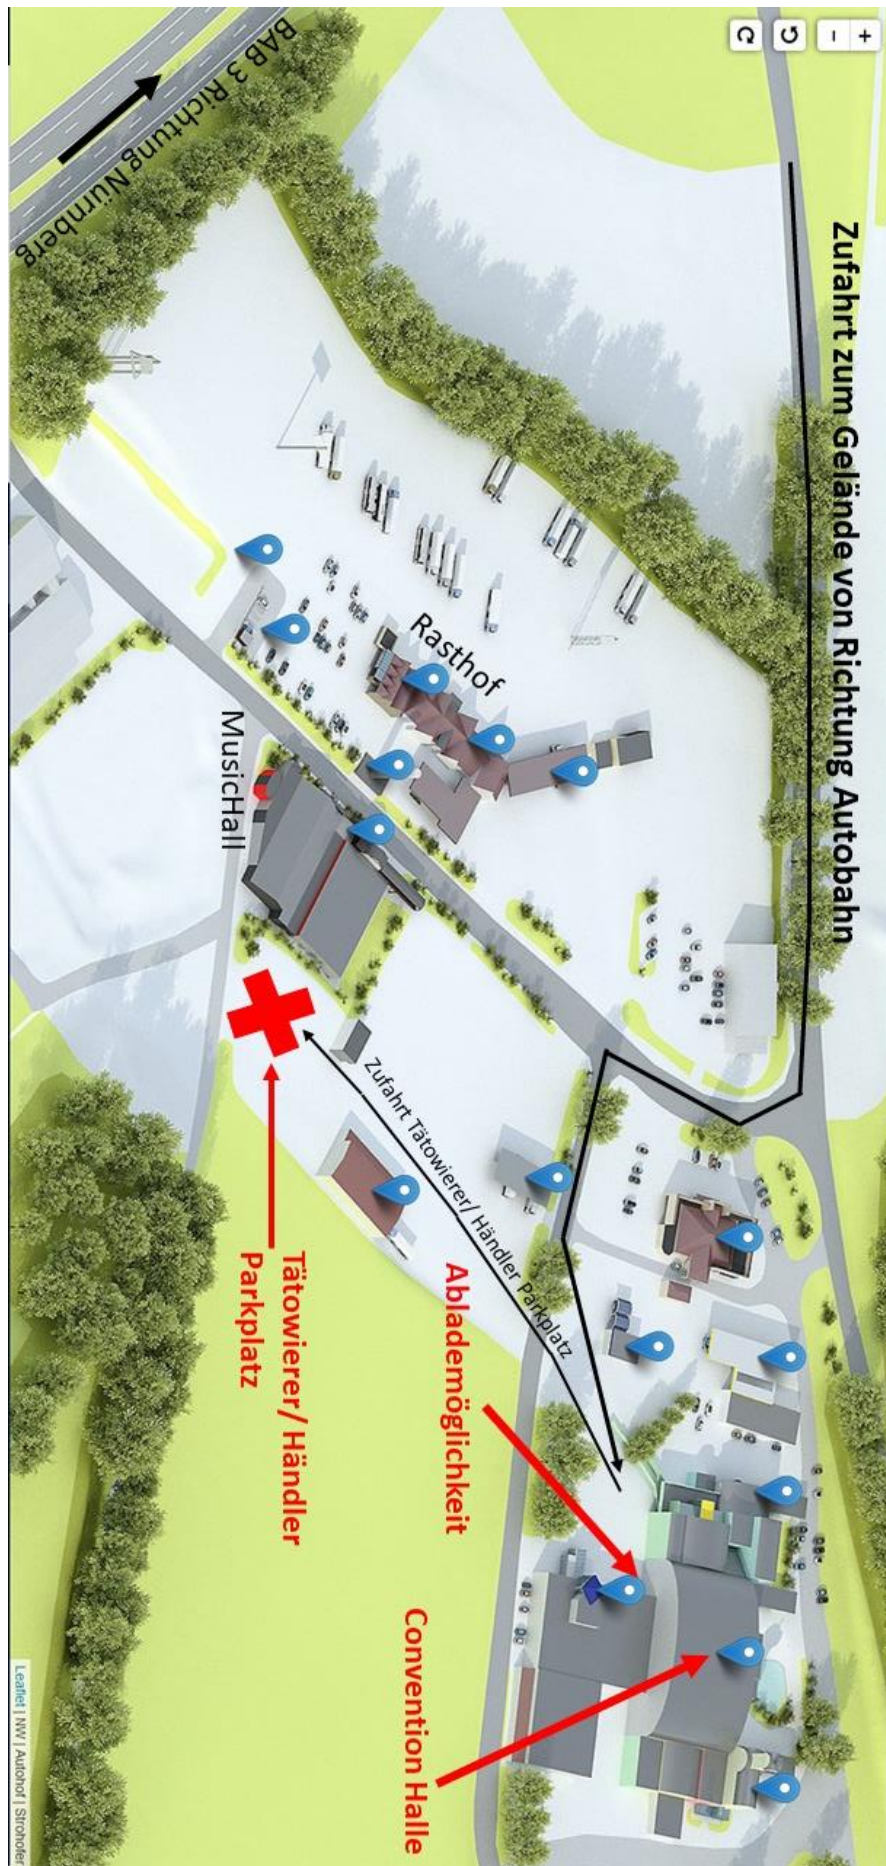 Zufahrt zum Gelände von Richtung Autobahn
BAB 3 Richtung Nürnberg
Rasthof
MusicHall
Zufahrt Tätowierer/ Händler Parkplatz
Tätowierer/ Händler
Parkplatz
Ablademöglichkeit
Convention Halle
+
−
Leaflet | NW | Autohof | Strohofer